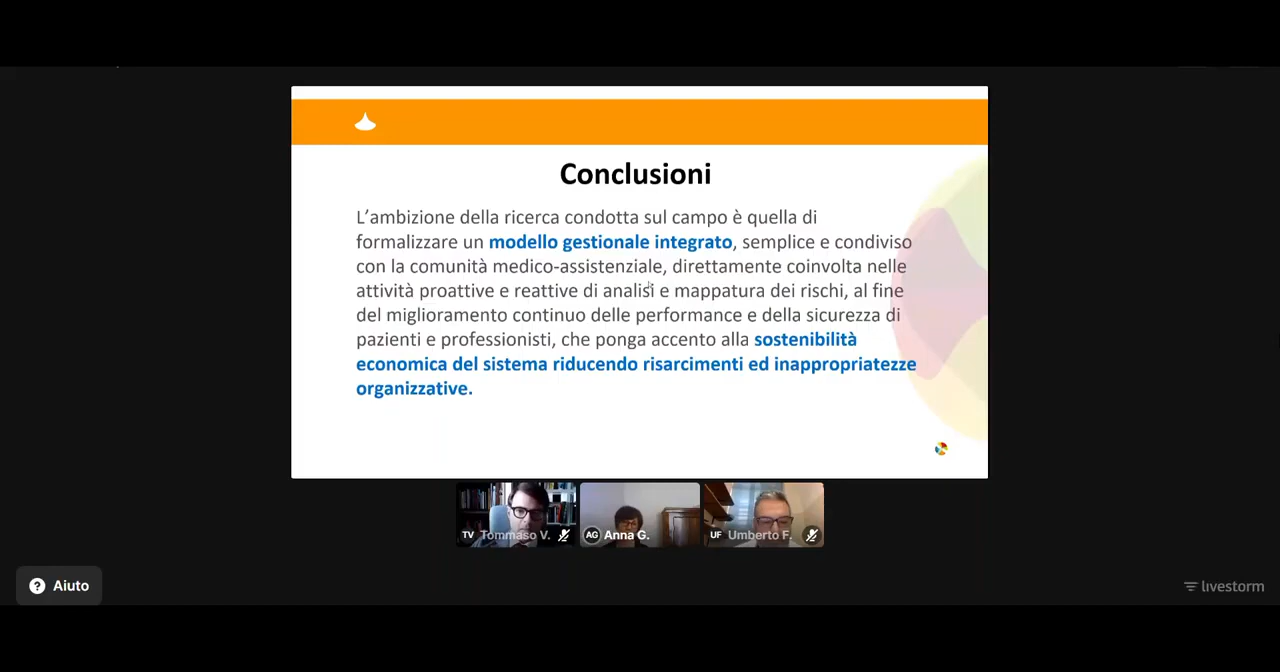 Conclusioni
L’ambizione della ricerca condotta sul campo è quella di
formalizzare un modello gestionale integrato, semplice e condiviso
con la comunità medico-assistenziale, direttamente coinvolta nelle
attività proattive e reattive di analisi e mappatura dei rischi, al fine
del miglioramento continuo delle performance e della sicurezza di
pazienti e professionisti, che ponga accento alla sostenibilità
economica del sistema riducendo risarcimenti ed inappropriatezze
organizzative.
TV Tommaso V.
AG Anna G.
UF Umberto F.
? Aiuto
livestorm